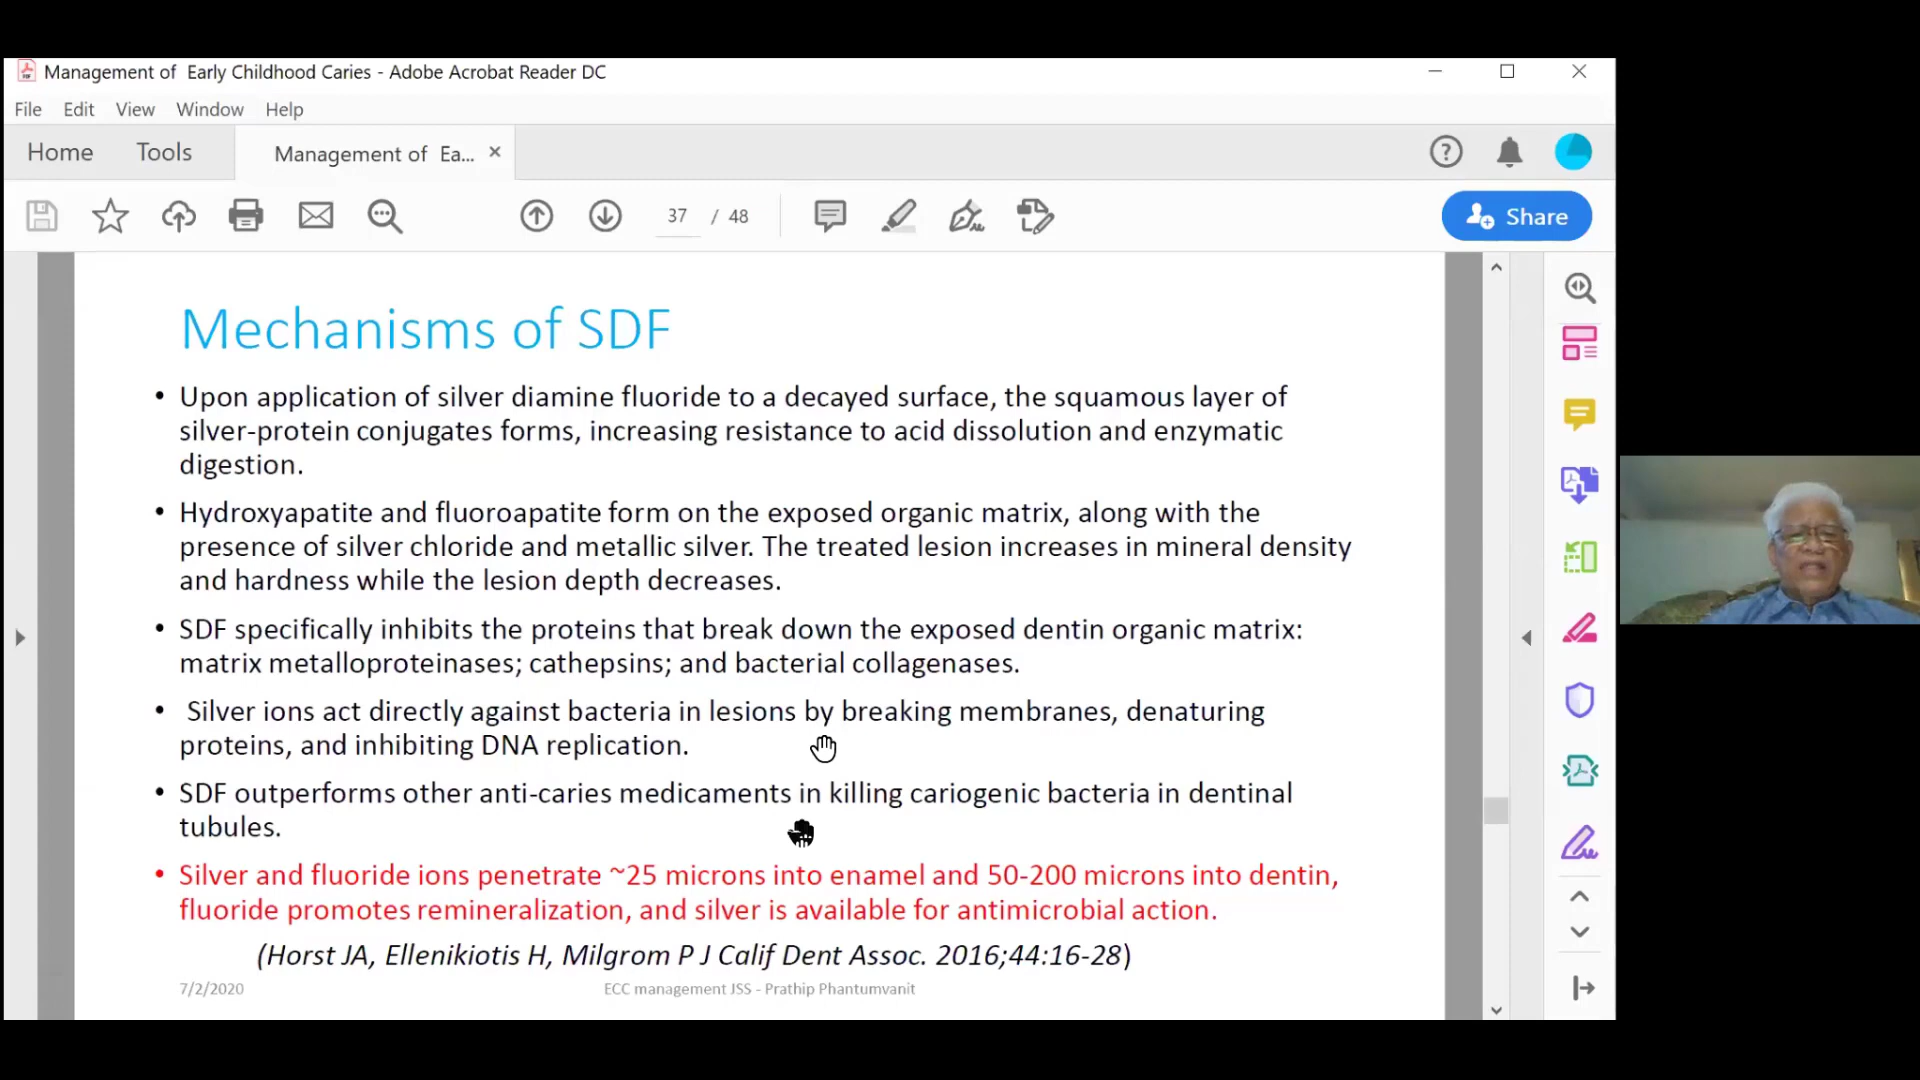 Management of  Early Childhood Caries - Adobe Acrobat Reader DC
File Edit View Window Help
Home Tools Management of Ea... ×
37 / 48
Share
Mechanisms of SDF
• Upon application of silver diamine fluoride to a decayed surface, the squamous layer of
silver-protein conjugates forms, increasing resistance to acid dissolution and enzymatic
digestion.
• Hydroxyapatite and fluoroapatite form on the exposed organic matrix, along with the
presence of silver chloride and metallic silver. The treated lesion increases in mineral density
and hardness while the lesion depth decreases.
• SDF specifically inhibits the proteins that break down the exposed dentin organic matrix:
matrix metalloproteinases; cathepsins; and bacterial collagenases.
• Silver ions act directly against bacteria in lesions by breaking membranes, denaturing
proteins, and inhibiting DNA replication.
• SDF outperforms other anti-caries medicaments in killing cariogenic bacteria in dentinal
tubules.
• Silver and fluoride ions penetrate ~25 microns into enamel and 50-200 microns into dentin,
fluoride promotes remineralization, and silver is available for antimicrobial action.
(Horst JA, Ellenikiotis H, Milgrom P J Calif Dent Assoc. 2016;44:16-28)
7/2/2020 ECC management JSS - Prathip Phantumvanit